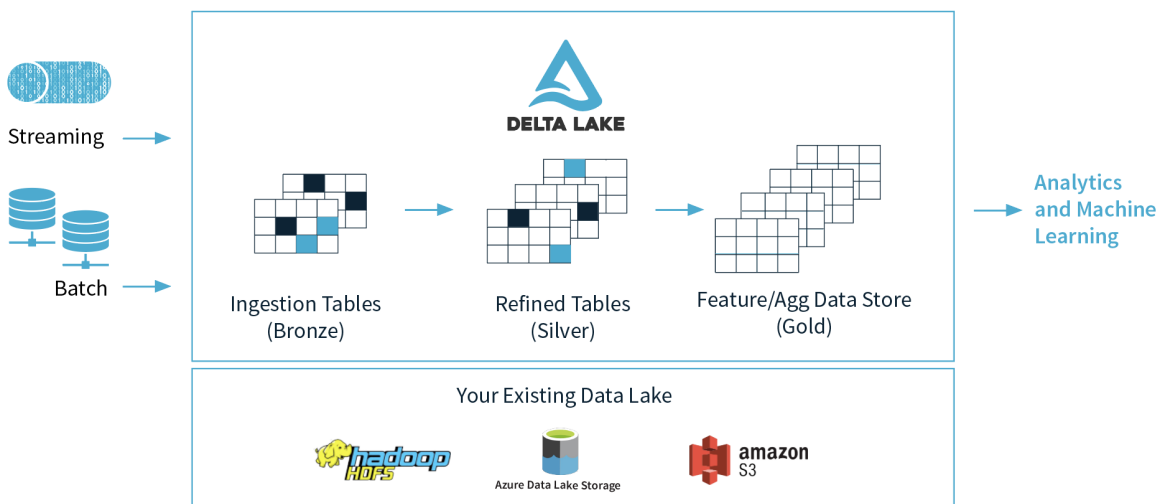 DELTA LAKE
Streaming
Batch
Ingestion Tables
(Bronze)
Refined Tables
(Silver)
Feature/Agg Data Store
(Gold)
Analytics
and Machine
Learning
Your Existing Data Lake
hadoop
HDFS
Azure Data Lake Storage
amazon
S3